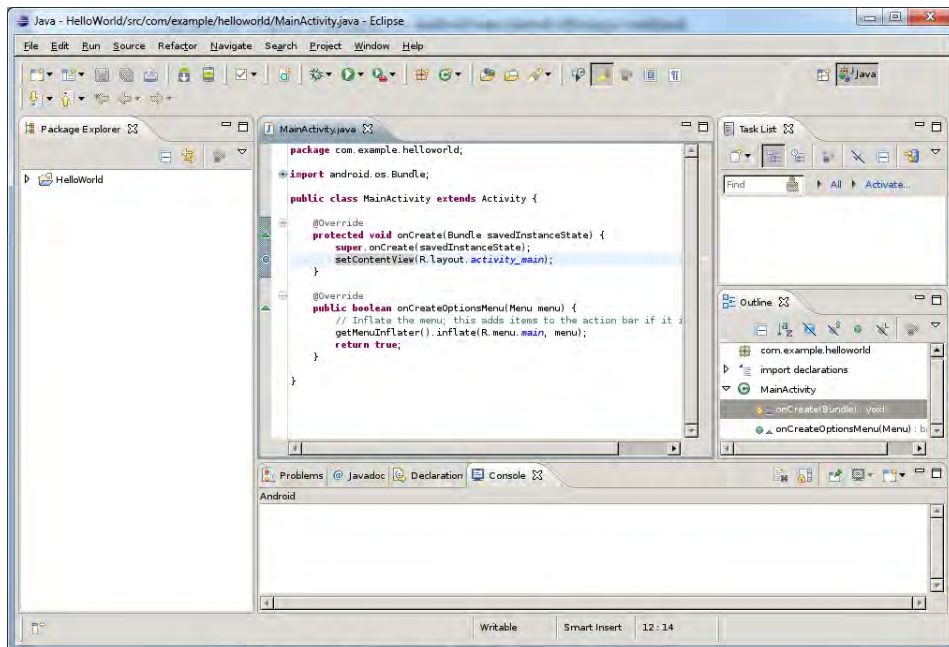 Java - HelloWorld/src/com/example/helloworld/MainActivity.java - Eclipse
File Edit Run Source Refactor Navigate Search Project Window Help
Java
Package Explorer
HelloWorld
MainActivity.java
package com.example.helloworld;
import android.os.Bundle;
public class MainActivity extends Activity {
@Override
protected void onCreate(Bundle savedInstanceState) {
super.onCreate(savedInstanceState);
setContentView(R.layout.activity_main);
}
@Override
public boolean onCreateOptionsMenu(Menu menu) {
// Inflate the menu; this adds items to the action bar if it i
getMenuInflater().inflate(R.menu.main, menu);
return true;
}
}
Task List
Find All Activate...
Outline
com.example.helloworld
import declarations
MainActivity
onCreate(Bundle) : void
onCreateOptionsMenu(Menu) : b
Problems Javadoc Declaration Console
Android
Writable Smart Insert 12 : 14